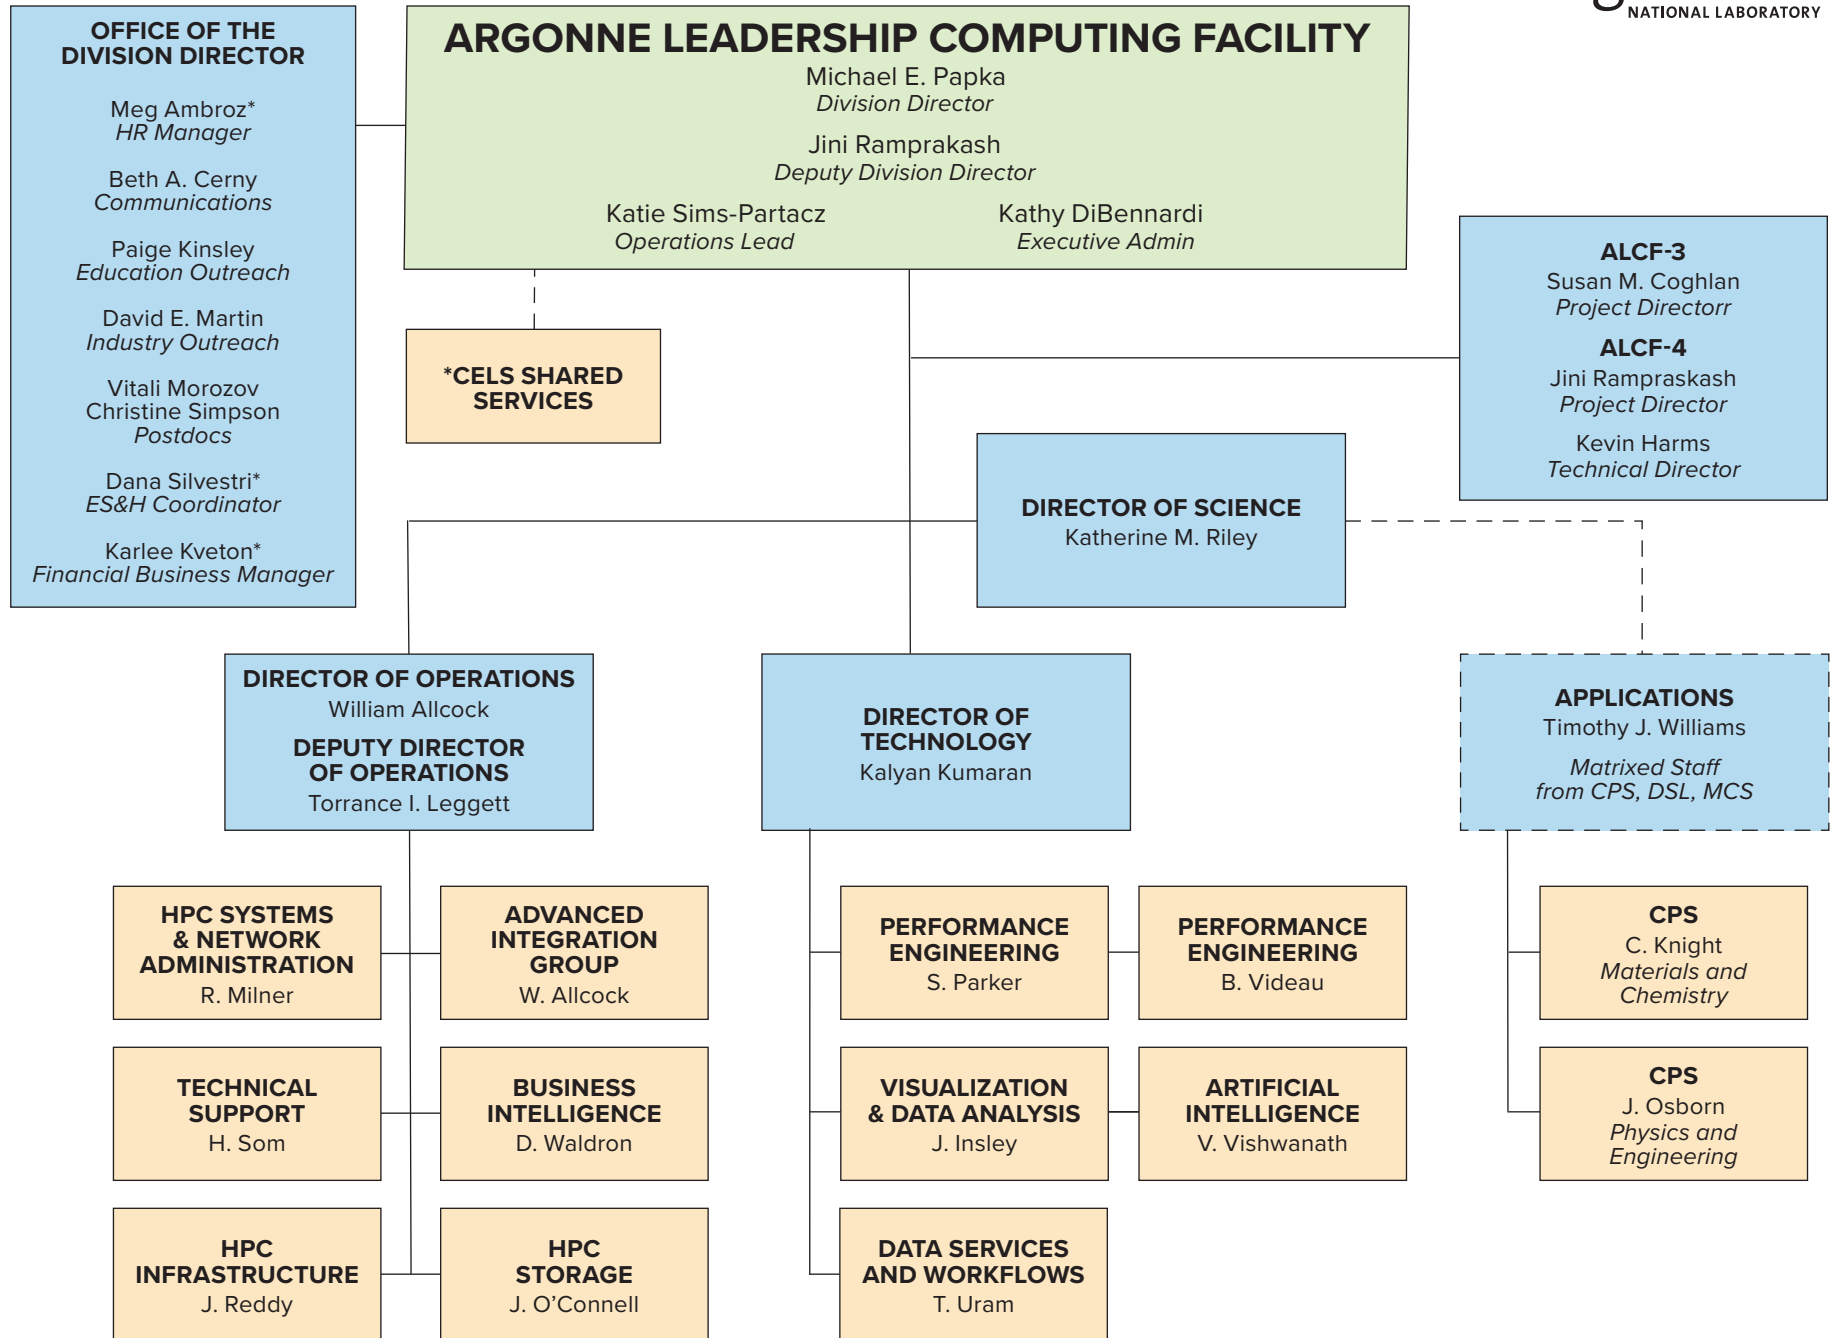 NATIONAL LABORATORY
OFFICE OF THE
DIVISION DIRECTOR
Meg Ambroz*
HR Manager
Beth A. Cerny
Communications
Paige Kinsley
Education Outreach
David E. Martin
Industry Outreach
Vitali Morozov
Christine Simpson
Postdocs
Dana Silvestri*
ES&H Coordinator
Karlee Kveton*
Financial Business Manager
ARGONNE LEADERSHIP COMPUTING FACILITY
Michael E. Papka
Division Director
Jini Ramprakash
Deputy Division Director
Katie Sims-Partacz
Operations Lead
Kathy DiBennardi
Executive Admin
*CELS SHARED
SERVICES
ALCF-3
Susan M. Coghlan
Project Directorr
ALCF-4
Jini Rampraskash
Project Director
Kevin Harms
Technical Director
DIRECTOR OF SCIENCE
Katherine M. Riley
DIRECTOR OF OPERATIONS
William Allcock
DEPUTY DIRECTOR
OF OPERATIONS
Torrance I. Leggett
DIRECTOR OF
TECHNOLOGY
Kalyan Kumaran
APPLICATIONS
Timothy J. Williams
Matrixed Staff
from CPS, DSL, MCS
HPC SYSTEMS
& NETWORK
ADMINISTRATION
R. Milner
ADVANCED
INTEGRATION
GROUP
W. Allcock
TECHNICAL
SUPPORT
H. Som
BUSINESS
INTELLIGENCE
D. Waldron
HPC
INFRASTRUCTURE
J. Reddy
HPC
STORAGE
J. O'Connell
PERFORMANCE
ENGINEERING
S. Parker
PERFORMANCE
ENGINEERING
B. Videau
VISUALIZATION
& DATA ANALYSIS
J. Insley
ARTIFICIAL
INTELLIGENCE
V. Vishwanath
DATA SERVICES
AND WORKFLOWS
T. Uram
CPS
C. Knight
Materials and
Chemistry
CPS
J. Osborn
Physics and
Engineering